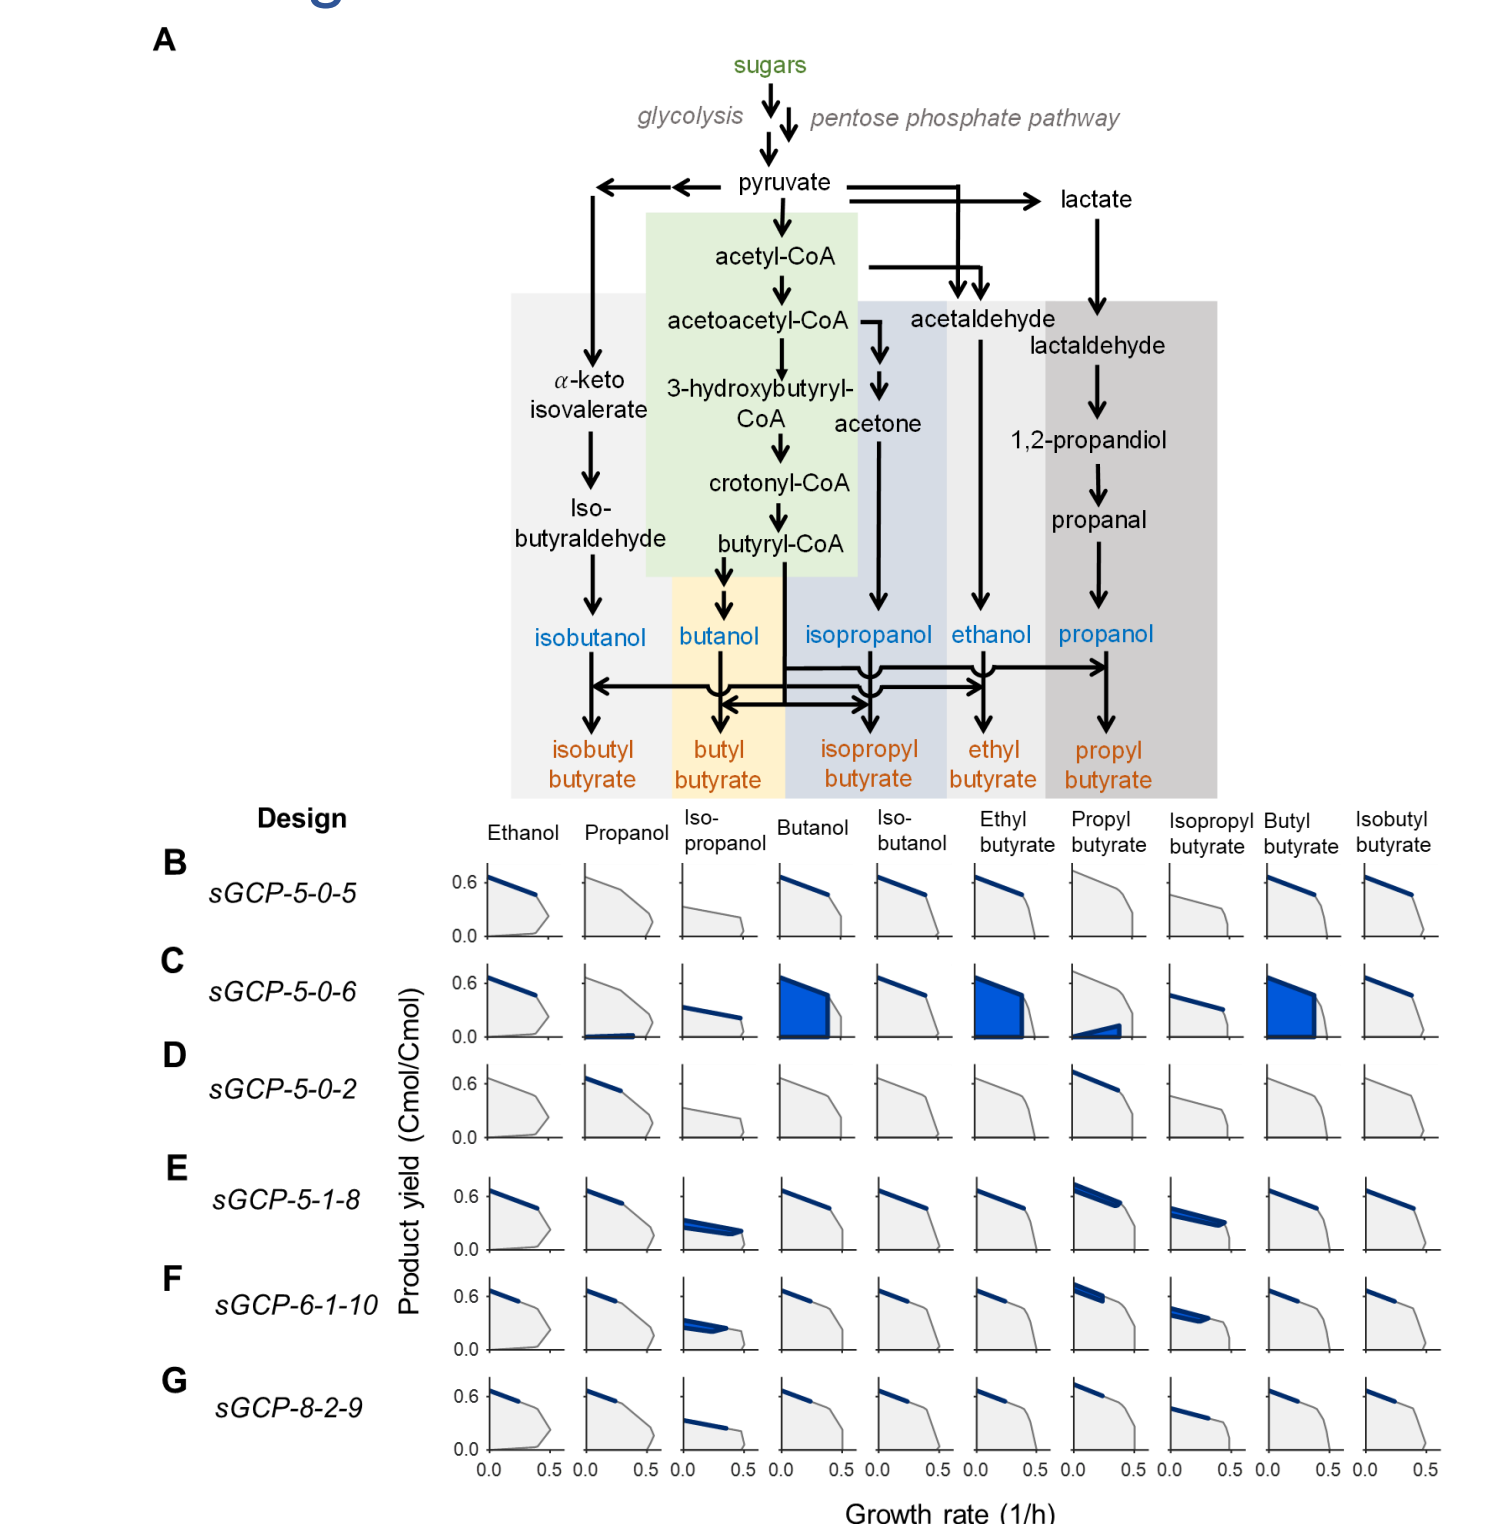 g
A
sugars
glycolysis
pentose phosphate pathway
pyruvate
lactate
acetyl-CoA
acetoacetyl-CoA
acetaldehyde
lactaldehyde
α-keto
isovalerate
3-hydroxybutyryl-
CoA
acetone
1,2-propandiol
crotonyl-CoA
Iso-
butyraldehyde
propanal
butyryl-CoA
isobutanol
butanol
isopropanol
ethanol
propanol
isobutyl
butyrate
butyl
butyrate
isopropyl
butyrate
ethyl
butyrate
propyl
butyrate
Design
Ethanol
Propanol
Iso-
propanol
Butanol
Iso-
butanol
Ethyl
butyrate
Propyl
butyrate
Isopropyl
butyrate
Butyl
butyrate
Isobutyl
butyrate
B
sGCP-5-0-5
0.6
0.0
C
sGCP-5-0-6
0.6
0.0
D
sGCP-5-0-2
0.6
0.0
E
sGCP-5-1-8
0.6
0.0
F
sGCP-6-1-10
0.6
0.0
G
sGCP-8-2-9
0.6
0.0
Product yield (Cmol/Cmol)
0.0 0.5 0.0 0.5 0.0 0.5 0.0 0.5 0.0 0.5 0.0 0.5 0.0 0.5 0.0 0.5 0.0 0.5 0.0 0.5
Growth rate (1/h)